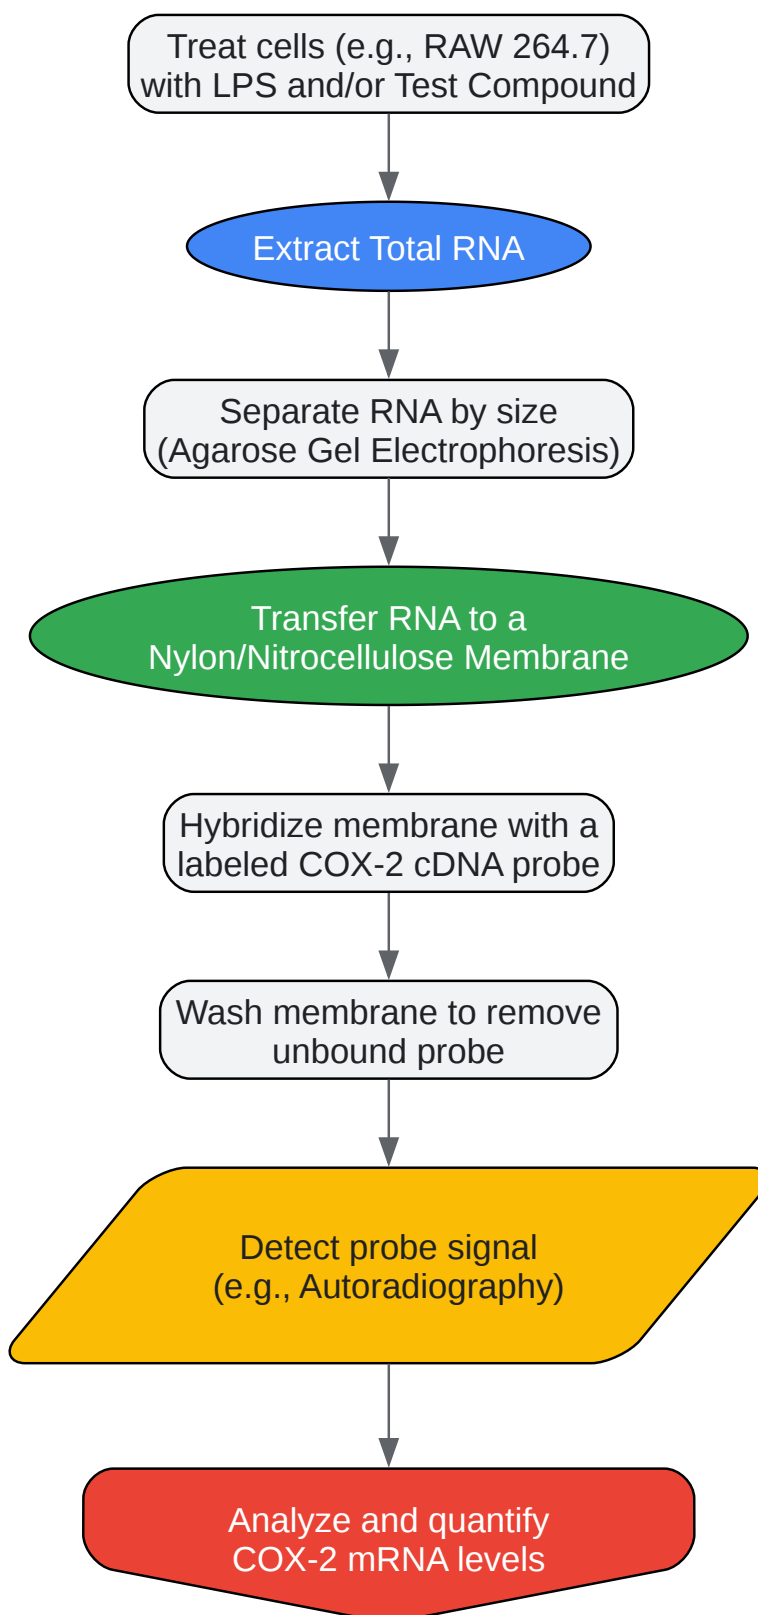 Treat cells (e.g., RAW 264.7)
with LPS and/or Test Compound
Extract Total RNA
Separate RNA by size
(Agarose Gel Electrophoresis)
Transfer RNA to a
Nylon/Nitrocellulose Membrane
Hybridize membrane with a
labeled COX-2 cDNA probe
Wash membrane to remove
unbound probe
Detect probe signal
(e.g., Autoradiography)
Analyze and quantify
COX-2 mRNA levels